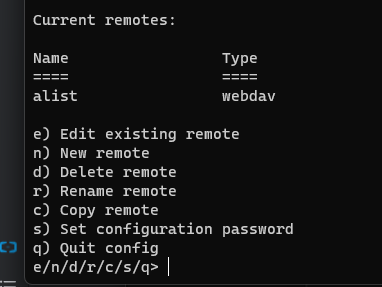 Current remotes:
Name                 Type
====                 ====
alist                webdav
e) Edit existing remote
n) New remote
d) Delete remote
r) Rename remote
c) Copy remote
s) Set configuration password
q) Quit config
e/n/d/r/c/s/q>